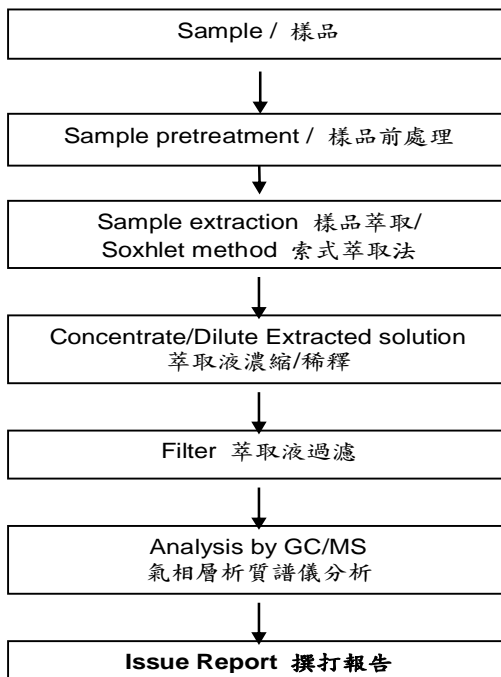 Sample / 樣品
Sample pretreatment / 樣品前處理
Sample extraction 樣品萃取/
Soxhlet method 索式萃取法
Concentrate/Dilute Extracted solution
萃取液濃縮/稀釋
Filter 萃取液過濾
Analysis by GC/MS
氣相層析質譜儀分析
Issue Report 撰打報告